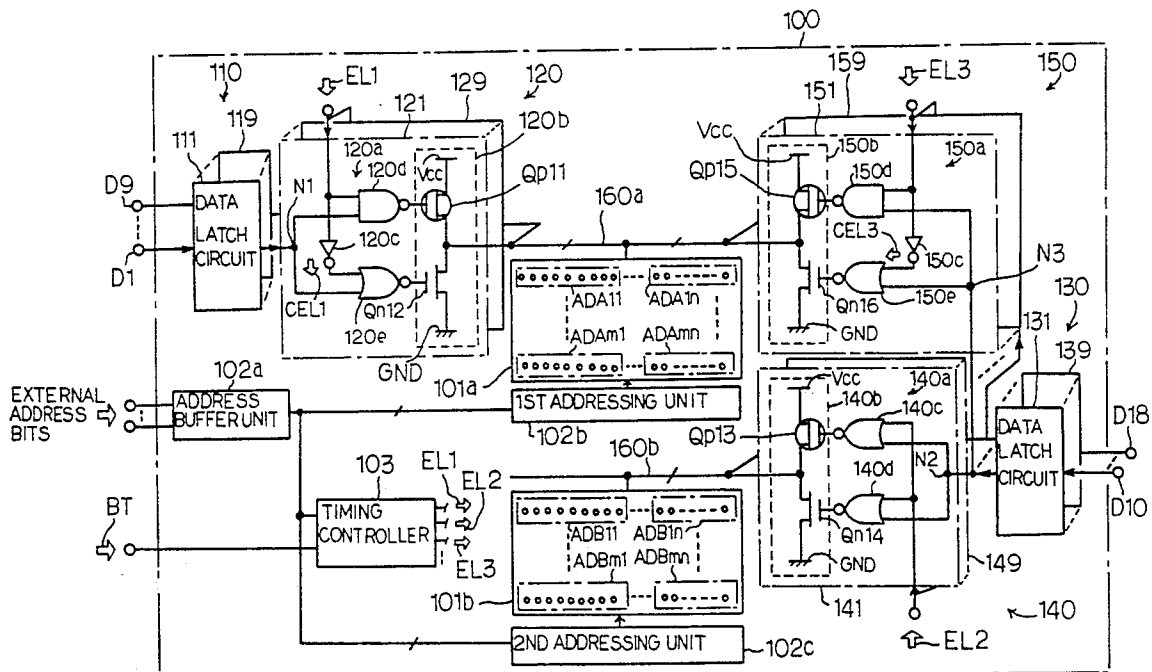 100
110
EL1
120
129
121
120b
119
111
120a
120d
Vcc
Qp11
D9
N1
DATA
LATCH
CIRCUIT
D1
120c
CEL1
120e
Qn12
GND
160a
ADA11
ADA1n
ADAm1
ADAmn
101a
159
EL3
150
151
150b
150a
Vcc
Qp15
150d
CEL3
150c
N3
Qn16
150e
GND
130
131
139
EXTERNAL
ADDRESS
BITS
102a
ADDRESS
BUFFER UNIT
1ST ADDRESSING UNIT
102b
Vcc
140b
140a
140c
Qp13
N2
140d
Qn14
GND
DATA
LATCH
CIRCUIT
D18
D10
160b
103
EL1
EL2
TIMING
CONTROLLER
EL3
BT
ADB11
ADB1n
ADBm1
ADBmn
101b
149
141
140
EL2
2ND ADDRESSING UNIT
102c